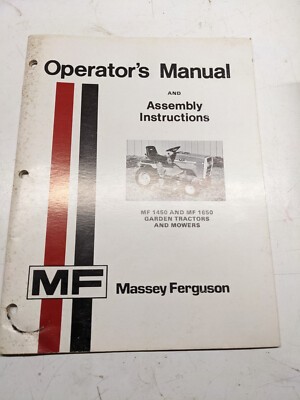 Operator's Manual
AND
Assembly
Instructions
MF 1450 AND MF 1650
GARDEN TRACTORS
AND MOWERS
MF
Massey Ferguson